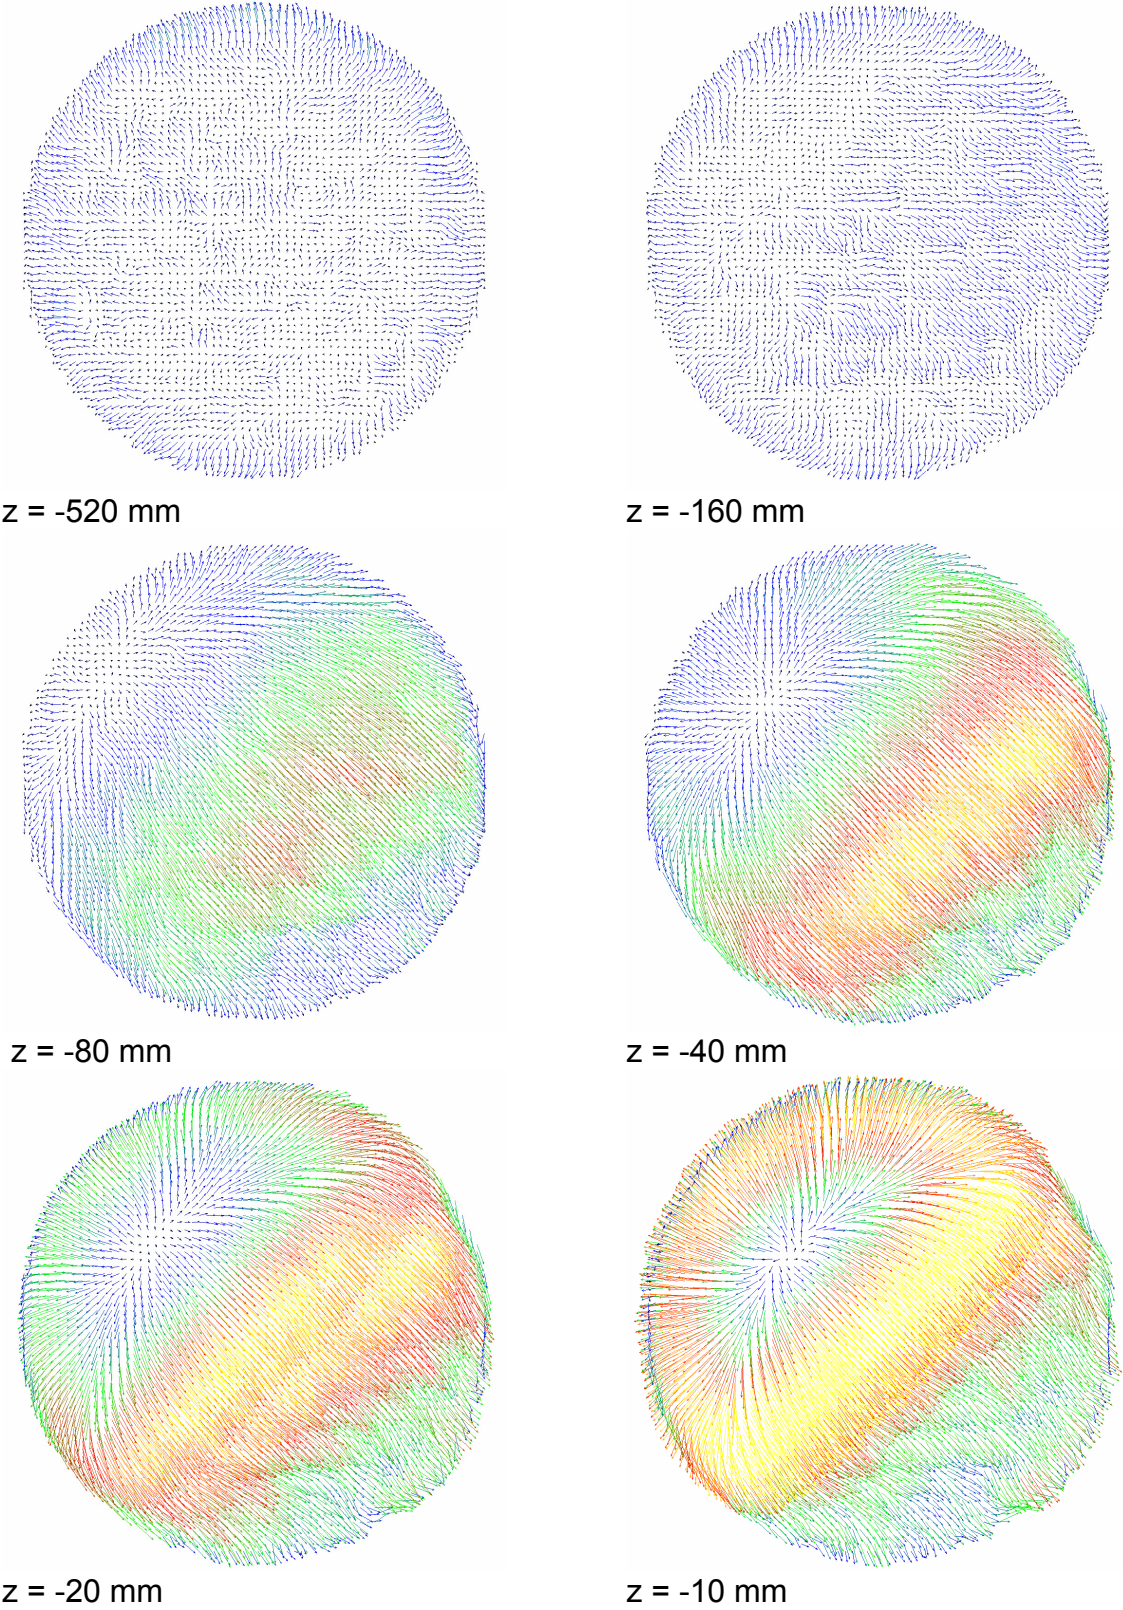 z = -520 mm
z = -160 mm
z = -80 mm
z = -40 mm
z = -20 mm
z = -10 mm